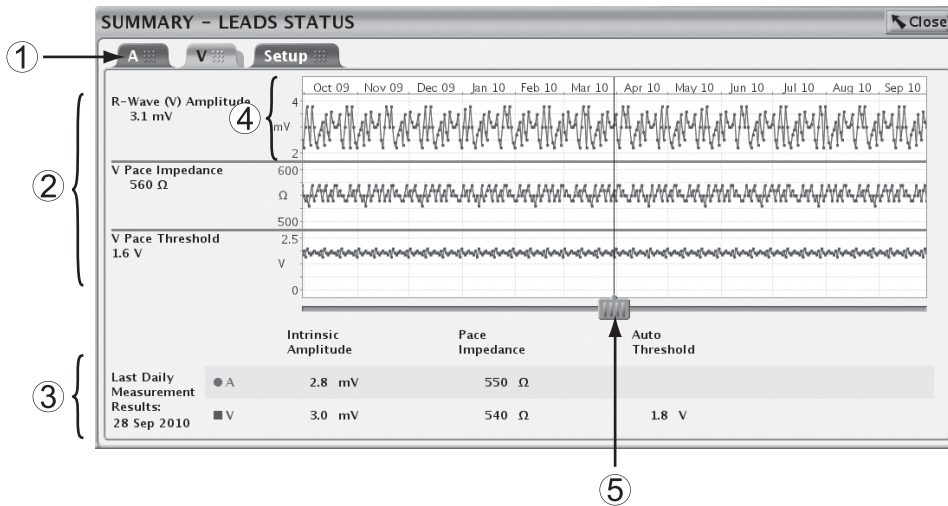 SUMMARY – LEADS STATUS
Close
1
A
V
Setup
Oct 09 Nov 09 Dec 09 Jan 10 Feb 10 Mar 10 Apr 10 May 10 Jun 10 Jul 10 Aug 10 Sep 10
2
R-Wave (V) Amplitude
3.1 mV
4
4
mV
2
V Pace Impedance
560 Ω
600
Ω
500
V Pace Threshold
1.6 V
2.5
V
0
Intrinsic Amplitude
Pace Impedance
Auto Threshold
3
Last Daily
Measurement
Results:
28 Sep 2010
A 2.8 mV 550 Ω
V 3.0 mV 540 Ω 1.8 V
5